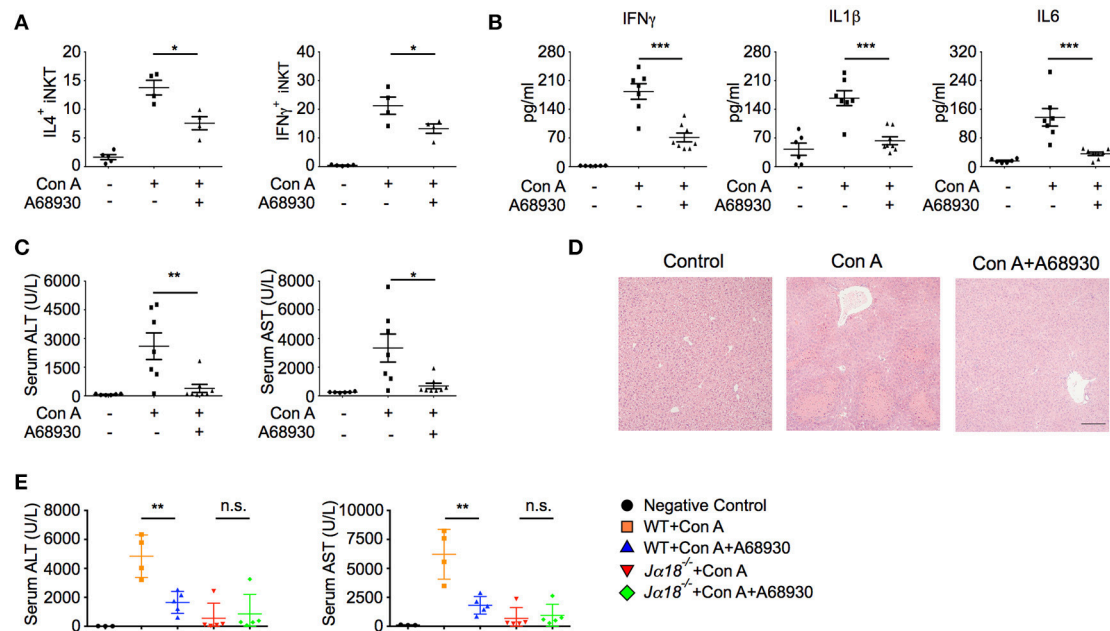 A
B
IFNγ
IL1β
IL6
IL4+ iNKT
20
15
10
5
0
*
IFNγ+ iNKT
40
30
20
10
0
*
pg/ml
280
210
140
70
0
***
pg/ml
280
210
140
70
0
***
pg/ml
320
240
160
80
0
***
Con A - + +
A68930 - - +
Con A - + +
A68930 - - +
Con A - + +
A68930 - - +
Con A - + +
A68930 - - +
Con A - + +
A68930 - - +
C
D
Serum ALT (U/L)
6000
4500
3000
1500
0
**
Serum AST (U/L)
8000
6000
4000
2000
0
*
Con A - + +
A68930 - - +
Con A - + +
A68930 - - +
Control
Con A
Con A+A68930
E
Serum ALT (U/L)
8000
6000
4000
2000
0
** n.s.
Serum AST (U/L)
10000
7500
5000
2500
0
** n.s.
Negative Control
WT+Con A
WT+Con A+A68930
Jα18-/-+Con A
Jα18-/-+Con A+A68930